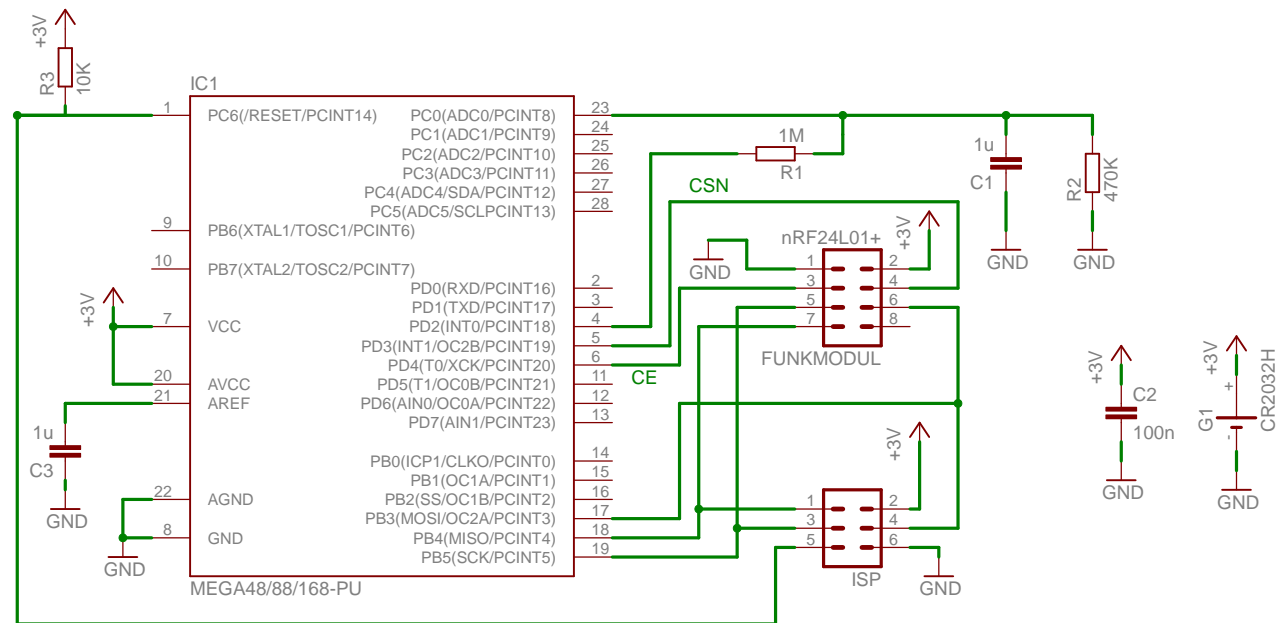 +3V
R3
10K
IC1
1
PC6(/RESET/PCINT14)
9
PB6(XTAL1/TOSC1/PCINT6)
10
PB7(XTAL2/TOSC2/PCINT7)
+3V
7
VCC
20
AVCC
21
AREF
1u
C3
GND
22
AGND
8
GND
GND
MEGA48/88/168-PU
PC0(ADC0/PCINT8)
23
PC1(ADC1/PCINT9)
24
PC2(ADC2/PCINT10)
25
PC3(ADC3/PCINT11)
26
PC4(ADC4/SDA/PCINT12)
27
PC5(ADC5/SCLPCINT13)
28
PD0(RXD/PCINT16)
2
PD1(TXD/PCINT17)
3
PD2(INT0/PCINT18)
4
PD3(INT1/OC2B/PCINT19)
5
PD4(T0/XCK/PCINT20)
6
PD5(T1/OC0B/PCINT21)
11
PD6(AIN0/OC0A/PCINT22)
12
PD7(AIN1/PCINT23)
13
PB0(ICP1/CLKO/PCINT0)
14
PB1(OC1A/PCINT1)
15
PB2(SS/OC1B/PCINT2)
16
PB3(MOSI/OC2A/PCINT3)
17
PB4(MISO/PCINT4)
18
PB5(SCK/PCINT5)
19
1M
R1
CSN
CE
1u
C1
GND
R2
470K
GND
nRF24L01+
+3V
GND
1
2
3
4
5
6
7
8
FUNKMODUL
+3V
1
2
3
4
5
6
ISP
GND
+3V
C2
100n
GND
+3V
+
G1
-
CR2032H
GND